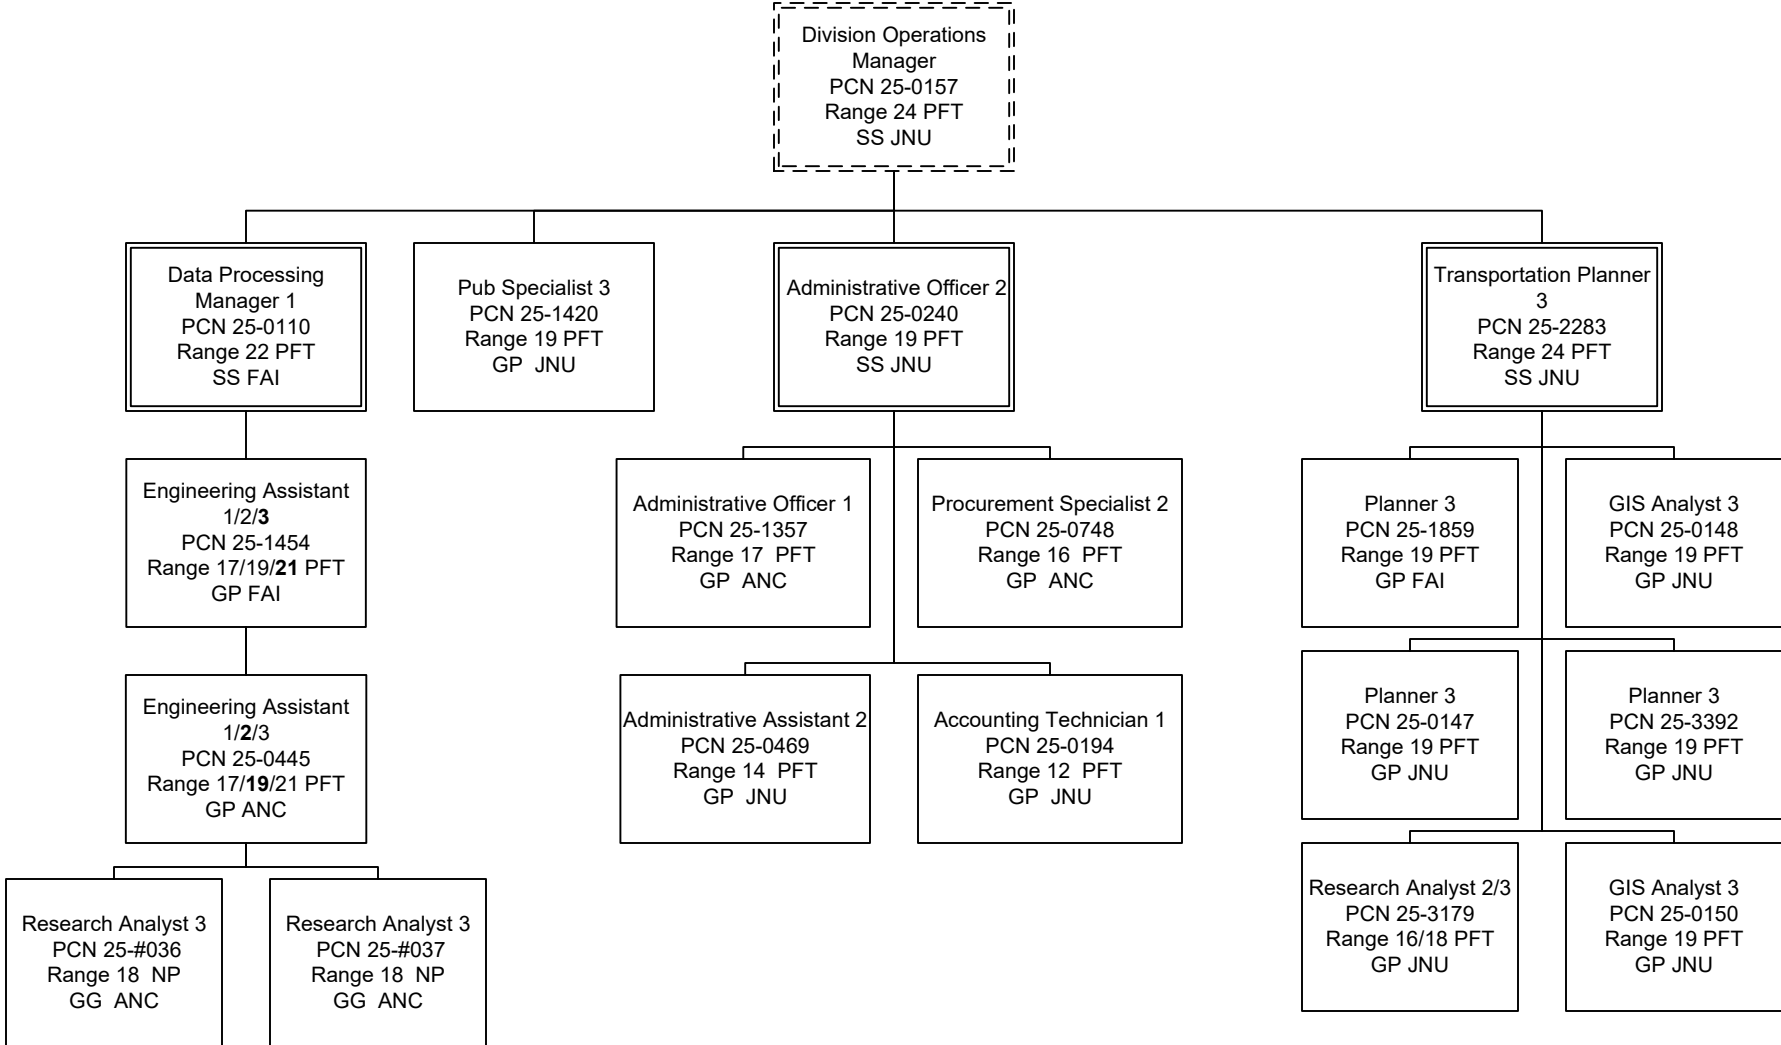 Division Operations
Manager
PCN 25-0157
Range 24 PFT
SS JNU
Data Processing
Manager 1
PCN 25-0110
Range 22 PFT
SS FAI
Pub Specialist 3
PCN 25-1420
Range 19 PFT
GP  JNU
Administrative Officer 2
PCN 25-0240
Range 19 PFT
SS JNU
Transportation Planner
3
PCN 25-2283
Range 24 PFT
SS JNU
Engineering Assistant
1/2/3
PCN 25-1454
Range 17/19/21 PFT
GP FAI
Administrative Officer 1
PCN 25-1357
Range 17  PFT
GP  ANC
Procurement Specialist 2
PCN 25-0748
Range 16  PFT
GP  ANC
Planner 3
PCN 25-1859
Range 19 PFT
GP FAI
GIS Analyst 3
PCN 25-0148
Range 19 PFT
GP JNU
Engineering Assistant
1/2/3
PCN 25-0445
Range 17/19/21 PFT
GP ANC
Administrative Assistant 2
PCN 25-0469
Range 14  PFT
GP  JNU
Accounting Technician 1
PCN 25-0194
Range 12  PFT
GP  JNU
Planner 3
PCN 25-0147
Range 19 PFT
GP JNU
Planner 3
PCN 25-3392
Range 19 PFT
GP JNU
Research Analyst 3
PCN 25-#036
Range 18  NP
GG  ANC
Research Analyst 3
PCN 25-#037
Range 18  NP
GG  ANC
Research Analyst 2/3
PCN 25-3179
Range 16/18 PFT
GP JNU
GIS Analyst 3
PCN 25-0150
Range 19 PFT
GP JNU